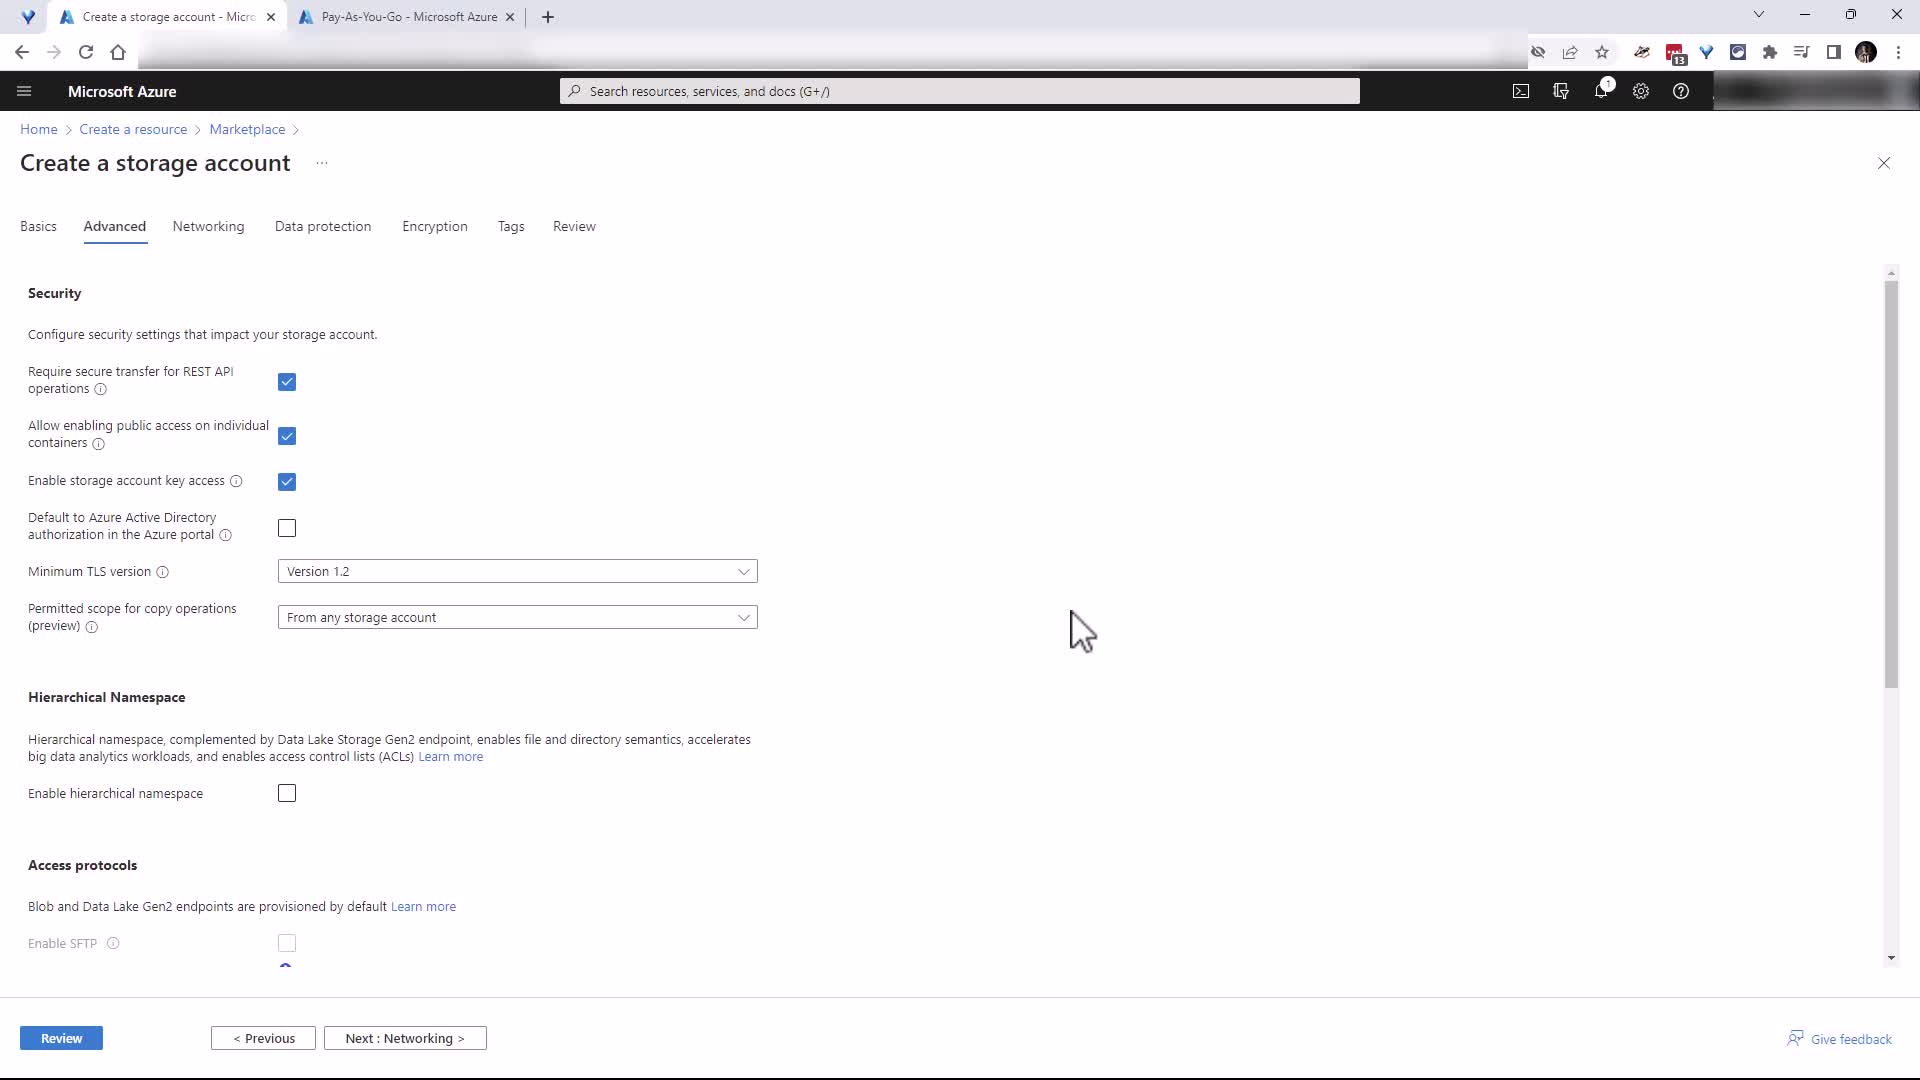 Create a storage account - Micro
Pay-As-You-Go - Microsoft Azure
13
Microsoft Azure
Search resources, services, and docs (G+/)
1
Home > Create a resource > Marketplace >
Create a storage account ...
Basics Advanced Networking Data protection Encryption Tags Review
Security
Configure security settings that impact your storage account.
Require secure transfer for REST API
operations
Allow enabling public access on individual
containers
Enable storage account key access
Default to Azure Active Directory
authorization in the Azure portal
Minimum TLS version
Version 1.2
Permitted scope for copy operations
(preview)
From any storage account
Hierarchical Namespace
Hierarchical namespace, complemented by Data Lake Storage Gen2 endpoint, enables file and directory semantics, accelerates
big data analytics workloads, and enables access control lists (ACLs) Learn more
Enable hierarchical namespace
Access protocols
Blob and Data Lake Gen2 endpoints are provisioned by default Learn more
Enable SFTP
Review
< Previous
Next : Networking >
Give feedback